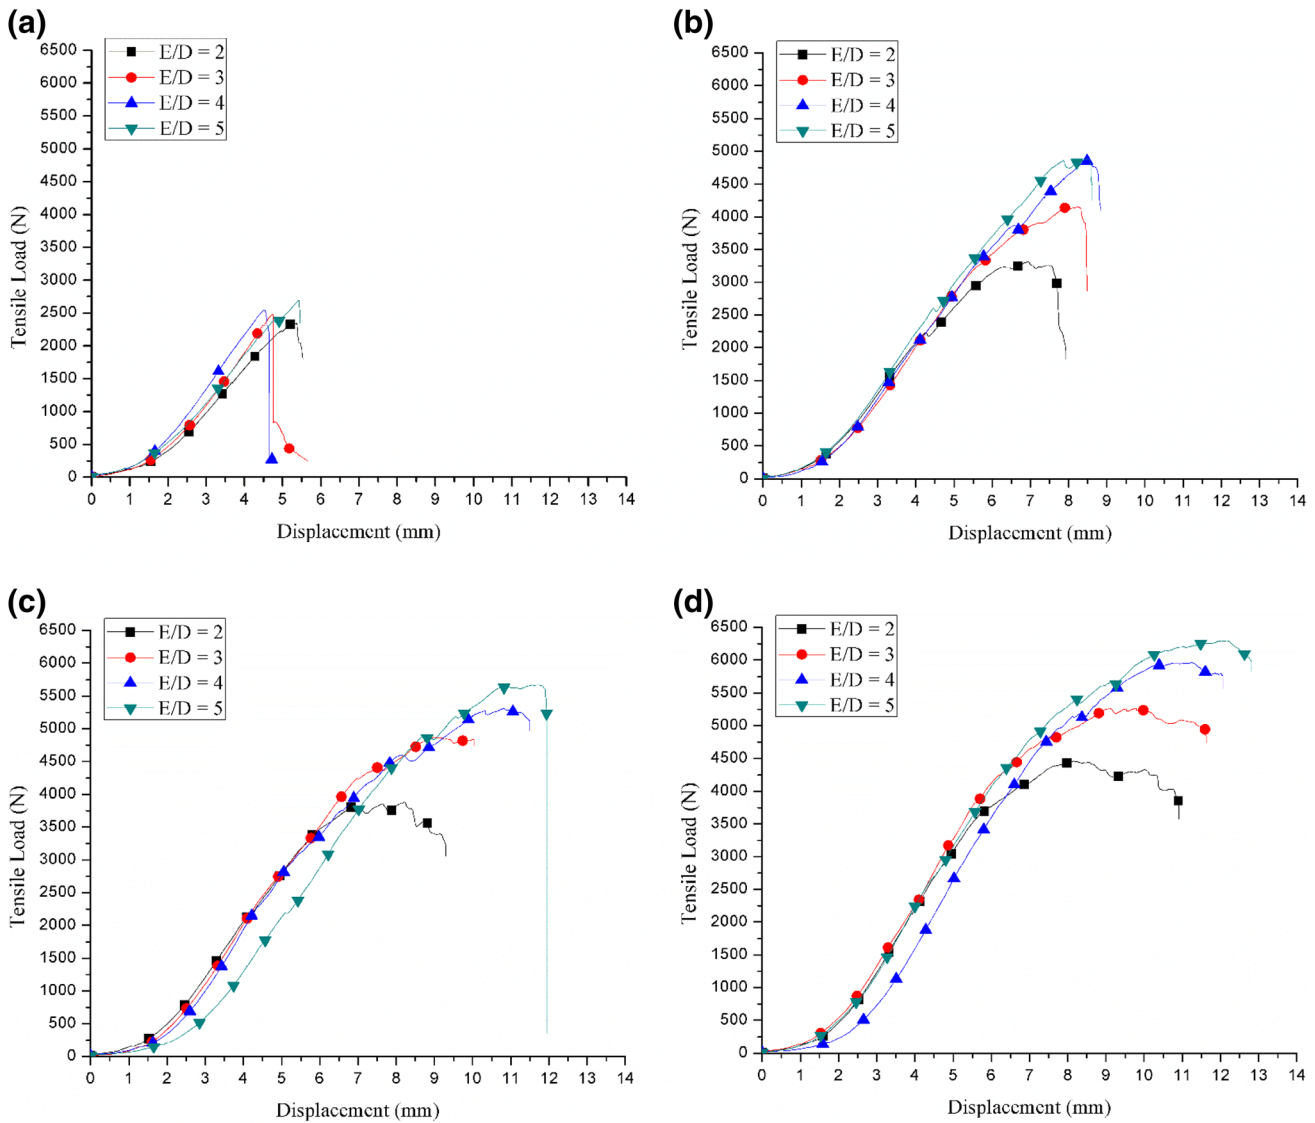 (a)
E/D = 2
E/D = 3
E/D = 4
E/D = 5
6500
6000
5500
5000
4500
4000
3500
3000
2500
2000
1500
1000
500
0
Tensile Load (N)
0 1 2 3 4 5 6 7 8 9 10 11 12 13 14
Displacement (mm)
(b)
E/D = 2
E/D = 3
E/D = 4
E/D = 5
6500
6000
5500
5000
4500
4000
3500
3000
2500
2000
1500
1000
500
0
Tensile Load (N)
0 1 2 3 4 5 6 7 8 9 10 11 12 13 14
Displacement (mm)
(c)
E/D = 2
E/D = 3
E/D = 4
E/D = 5
6500
6000
5500
5000
4500
4000
3500
3000
2500
2000
1500
1000
500
0
Tensile Load (N)
0 1 2 3 4 5 6 7 8 9 10 11 12 13 14
Displacement (mm)
(d)
E/D = 2
E/D = 3
E/D = 4
E/D = 5
6500
6000
5500
5000
4500
4000
3500
3000
2500
2000
1500
1000
500
0
Tensile Load (N)
0 1 2 3 4 5 6 7 8 9 10 11 12 13 14
Displacement (mm)